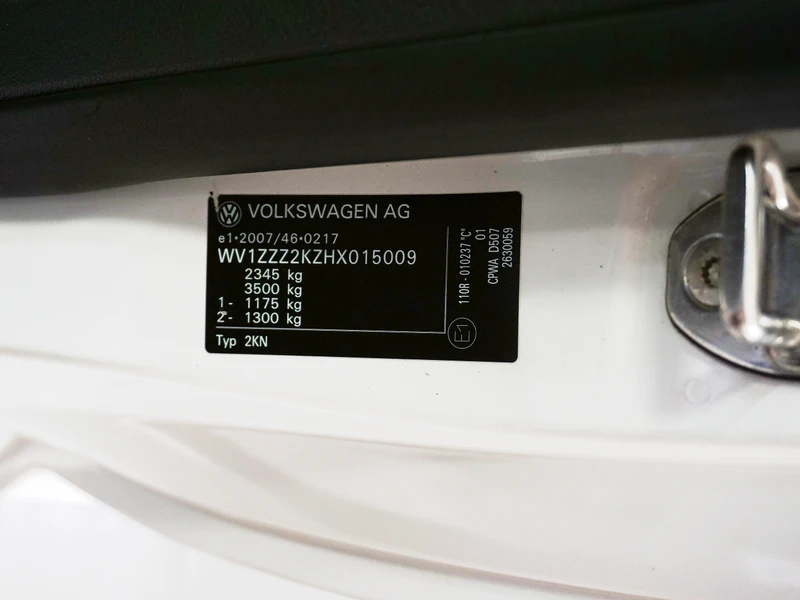 VOLKSWAGEN AG
e1*2007/46*0217
WV1ZZZ2KZHX015009
2345 kg
3500 kg
1 - 1175 kg
2 - 1300 kg
Typ 2KN
110R - 010237 "C"
01
CPWA D507
2630059
E1